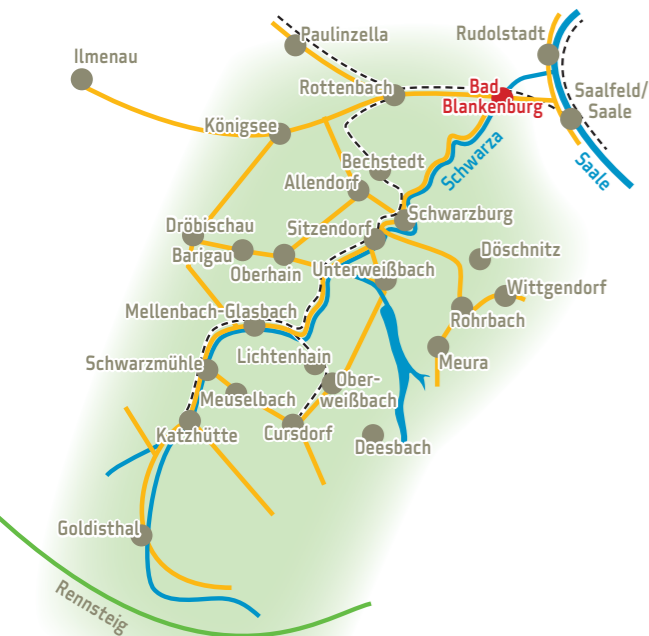 Paulinzella
Rudolstadt
Ilmenau
Rottenbach
Bad
Blankenburg
Saalfeld/
Saale
Königsee
Schwarza
Saale
Bechstedt
Allendorf
Schwarzburg
Dröbischau
Sitzendorf
Barigau
Oberhain
Döschnitz
Unterweißbach
Wittgendorf
Mellenbach-Glasbach
Rohrbach
Lichtenhain
Schwarzmühle
Meura
Ober-
weißbach
Meuselbach
Katzhütte
Cursdorf
Deesbach
Goldisthal
Rennsteig